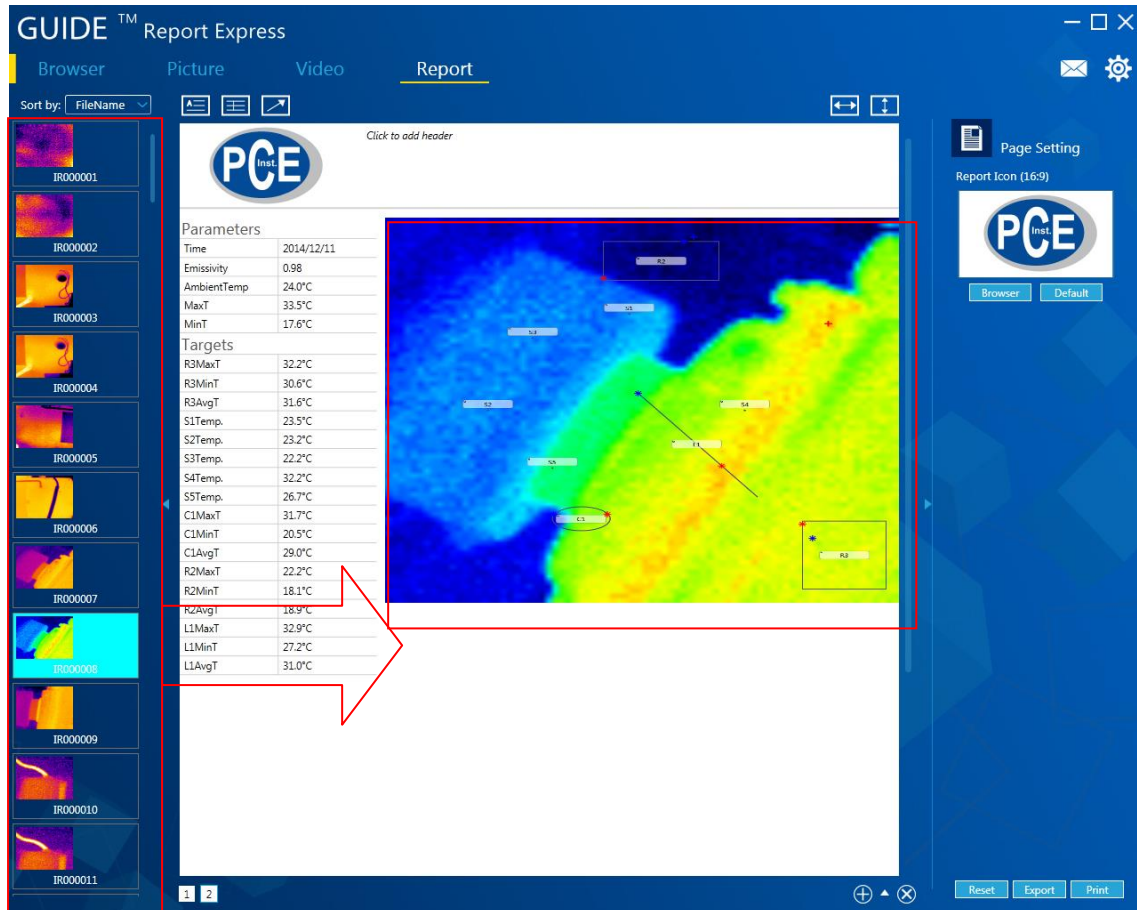 GUIDE ™ Report Express
Browser Picture Video Report
Sort by: FileName
IR000001
IR000002
IR000003
IR000004
IR000005
IR000006
IR000007
IR000008
IR000009
IR000010
IR000011
PCE Inst.
Click to add header
Parameters
Time 2014/12/11
Emissivity 0.98
AmbientTemp 24.0°C
MaxT 33.5°C
MinT 17.6°C
Targets
R3MaxT 32.2°C
R3MinT 30.6°C
R3AvgT 31.6°C
S1Temp. 23.5°C
S2Temp. 23.2°C
S3Temp. 22.2°C
S4Temp. 32.2°C
S5Temp. 26.7°C
C1MaxT 31.7°C
C1MinT 20.5°C
C1AvgT 29.0°C
R2MaxT 22.2°C
R2MinT 18.1°C
R2AvgT 18.9°C
L1MaxT 32.9°C
L1MinT 27.2°C
L1AvgT 31.0°C
R2
S1
S3
S2
S4
L1
S5
C1
R3
1 2
Page Setting
Report Icon (16:9)
PCE Inst.
Browser Default
Reset Export Print